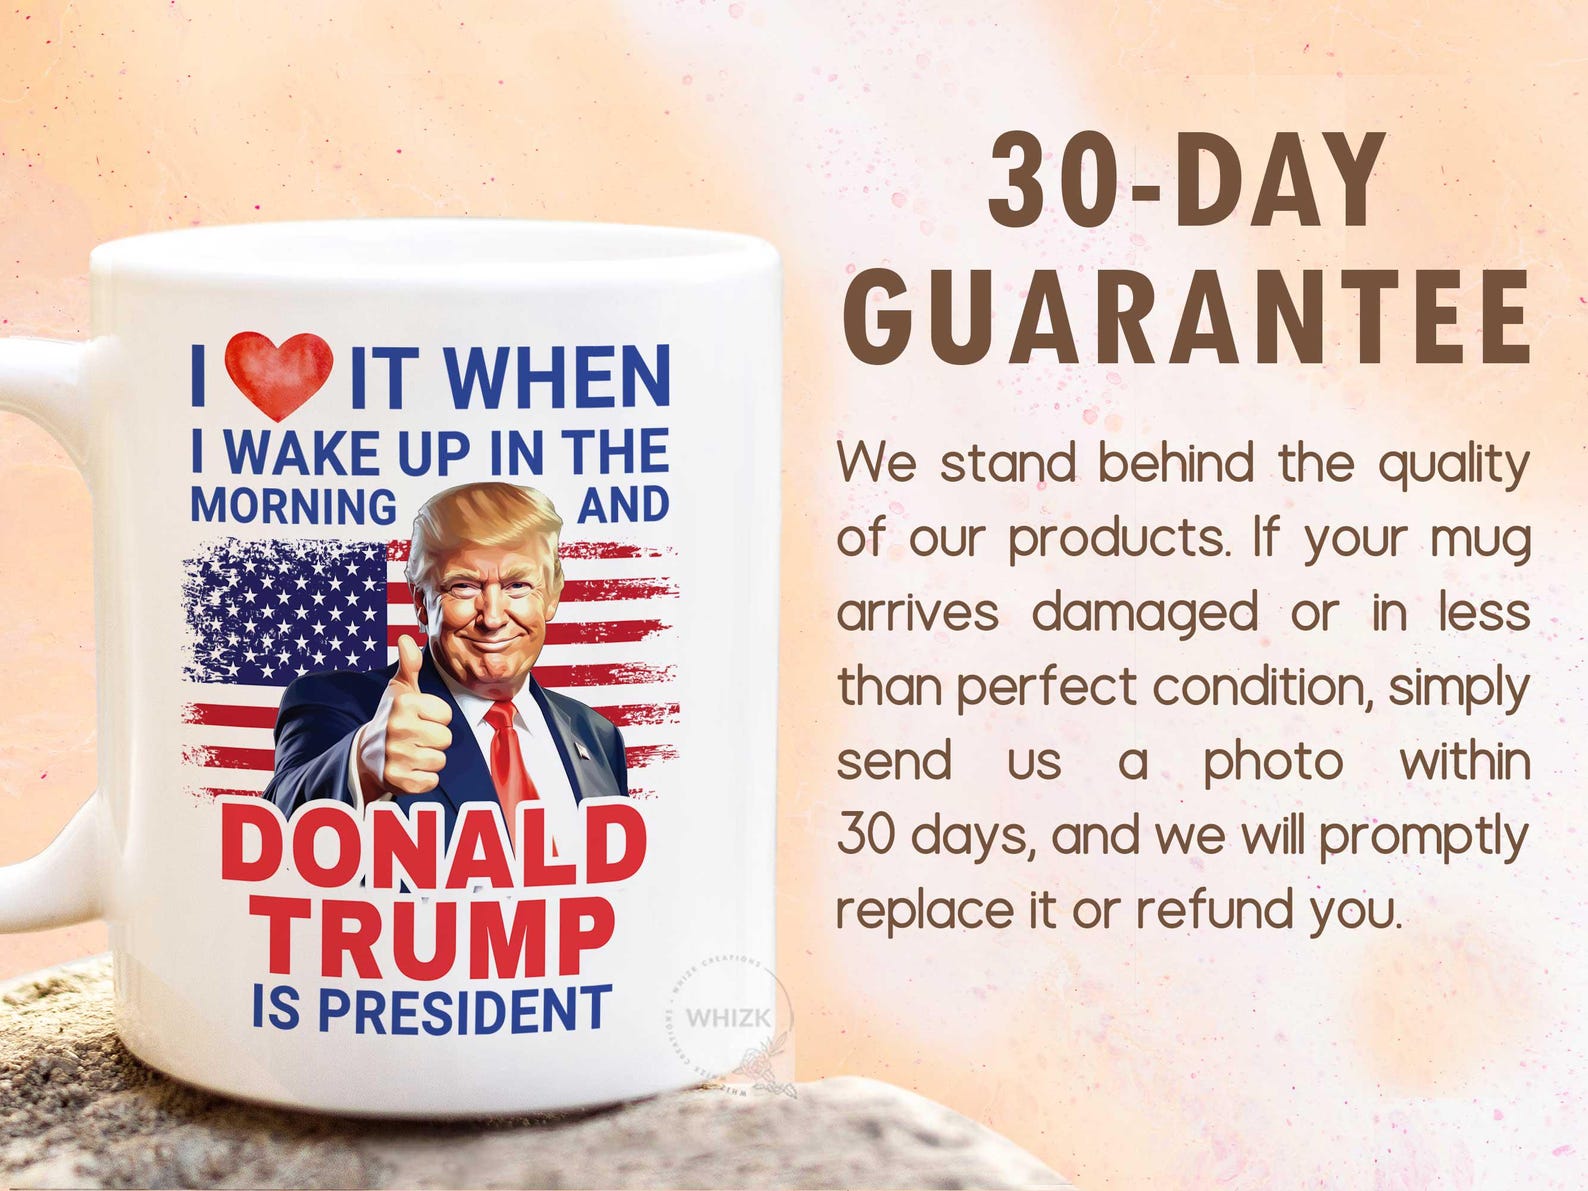 I ❤ IT WHEN
I WAKE UP IN THE
MORNING AND
DONALD
TRUMP
IS PRESIDENT
WHIZK CREATIONS
WHIZK
30-DAY
GUARANTEE
We stand behind the quality
of our products. If your mug
arrives damaged or in less
than perfect condition, simply
send us a photo within
30 days, and we will promptly
replace it or refund you.